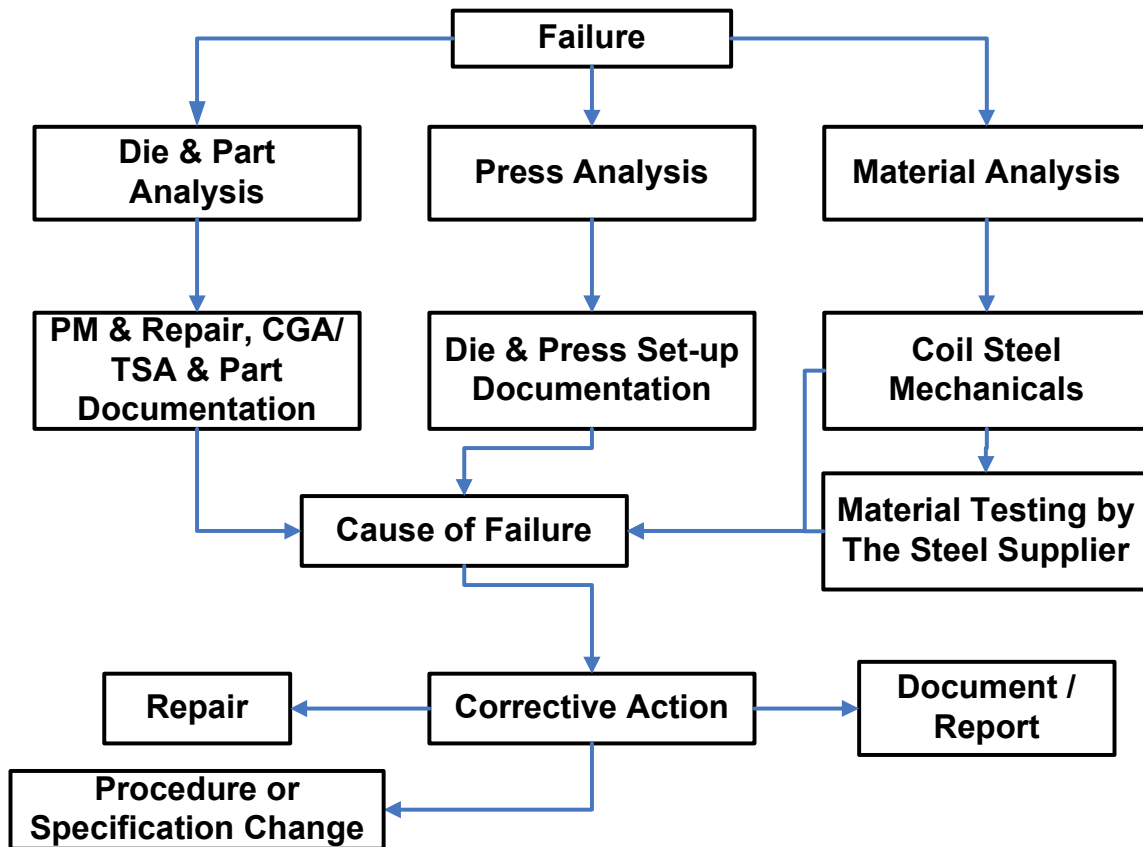 Failure
Die & Part
Analysis
Press Analysis
Material Analysis
PM & Repair, CGA/
TSA & Part
Documentation
Die & Press Set-up
Documentation
Coil Steel
Mechanicals
Cause of Failure
Material Testing by
The Steel Supplier
Repair
Corrective Action
Document /
Report
Procedure or
Specification Change